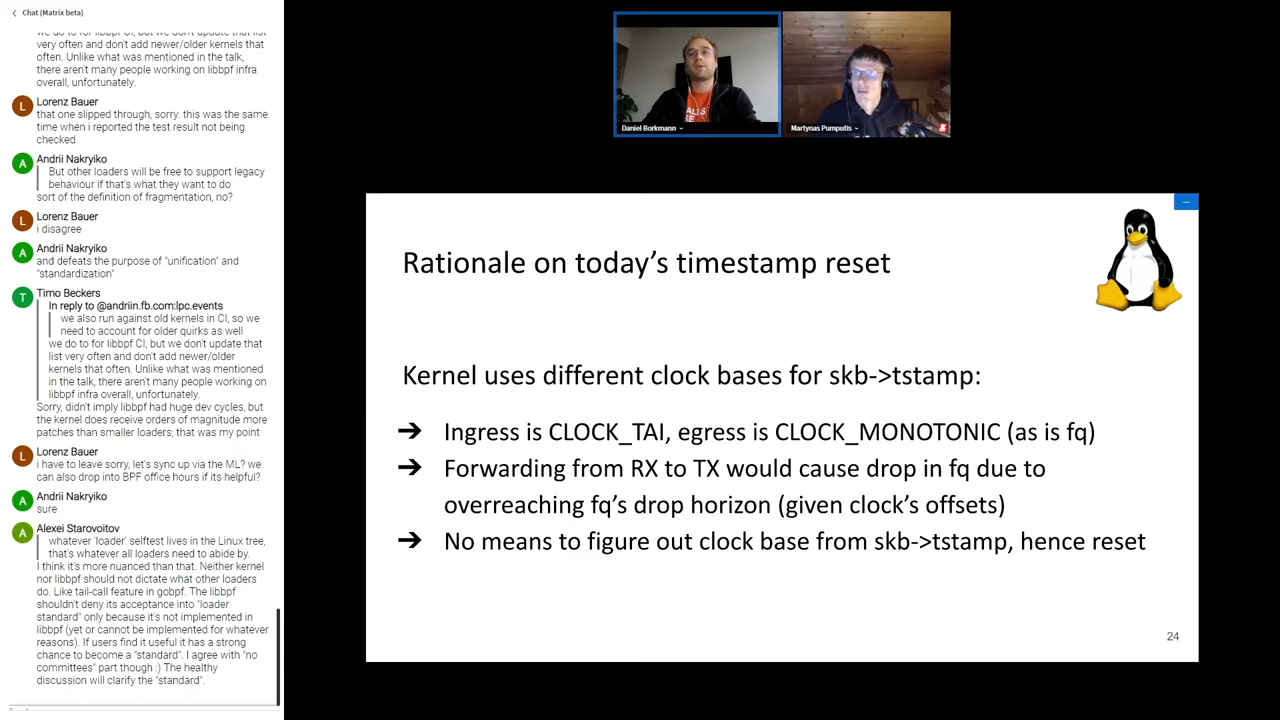 Chat (Matrix beta)
we do to for libbpf CI, but we don't update that list
very often and don't add newer/older kernels that
often. Unlike what was mentioned in the talk,
there aren't many people working on libbpf infra
overall, unfortunately.
Lorenz Bauer
that one slipped through, sorry. this was the same
time when i reported the test result not being
checked
Andrii Nakryiko
But other loaders will be free to support legacy
behaviour if that's what they want to do
sort of the definition of fragmentation, no?
Lorenz Bauer
i disagree
Andrii Nakryiko
and defeats the purpose of "unification" and
"standardization"
Timo Beckers
In reply to @andriin.fb.com:lpc.events
we also run against old kernels in CI, so we
need to account for older quirks as well
we do to for libbpf CI, but we don't update that
list very often and don't add newer/older
kernels that often. Unlike what was mentioned
in the talk, there aren't many people working on
libbpf infra overall, unfortunately.
Sorry, didn't imply libbpf had huge dev cycles, but
the kernel does receive orders of magnitude more
patches than smaller loaders; that was my point
Lorenz Bauer
i have to leave sorry, let's sync up via the ML? we
can also drop into BPF office hours if its helpful?
Andrii Nakryiko
sure
Alexei Starovoitov
whatever 'loader' selftest lives in the Linux tree,
that's whatever all loaders need to abide by.
I think it's more nuanced than that. Neither kernel
nor libbpf should not dictate what other loaders
do. Like tail-call feature in gobpf. The libbpf
shouldn't deny its acceptance into "loader
standard" only because it's not implemented in
libbpf (yet or cannot be implemented for whatever
reasons). If users find it useful it has a strong
chance to become a "standard". I agree with "no
committees" part though :) The healthy
discussion will clarify the "standard".
Daniel Borkmann
Martynas Pumputis
Rationale on today's timestamp reset
Kernel uses different clock bases for skb->tstamp:
➔ Ingress is CLOCK_TAI, egress is CLOCK_MONOTONIC (as is fq)
➔ Forwarding from RX to TX would cause drop in fq due to
overreaching fq's drop horizon (given clock's offsets)
➔ No means to figure out clock base from skb->tstamp, hence reset
24